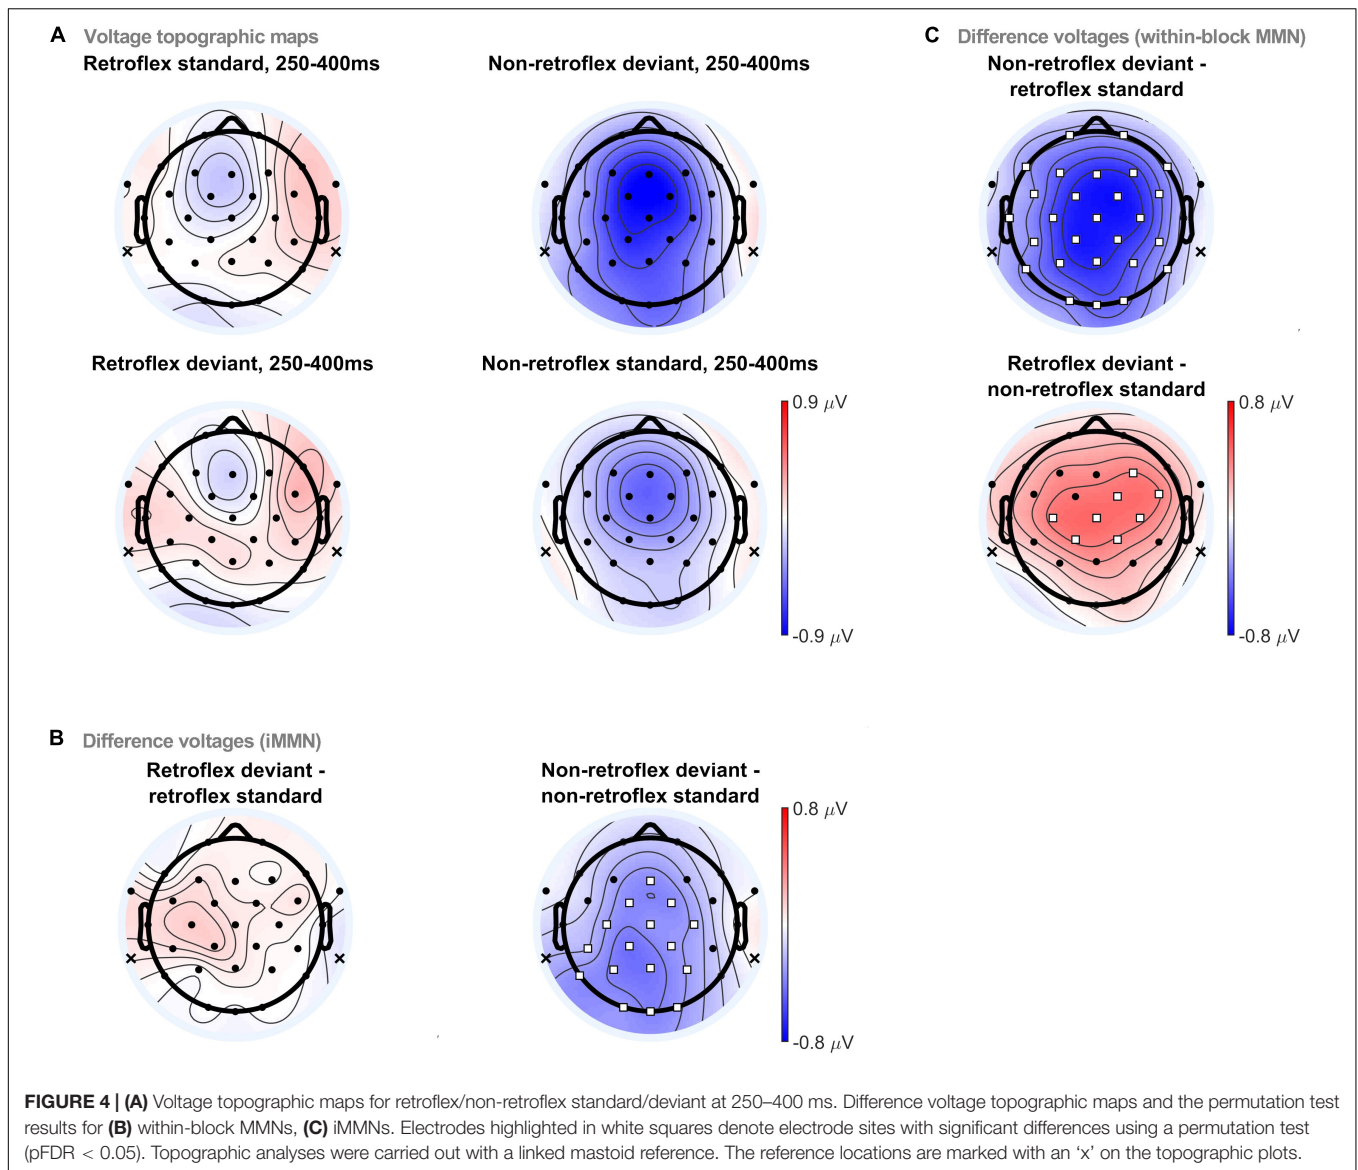 A Voltage topographic maps
Retroflex standard, 250-400ms
Non-retroflex deviant, 250-400ms
Retroflex deviant, 250-400ms
Non-retroflex standard, 250-400ms
0.9 μV
-0.9 μV
C Difference voltages (within-block MMN)
Non-retroflex deviant -
retroflex standard
Retroflex deviant -
non-retroflex standard
0.8 μV
-0.8 μV
B Difference voltages (iMMN)
Retroflex deviant -
retroflex standard
Non-retroflex deviant -
non-retroflex standard
0.8 μV
-0.8 μV
FIGURE 4 | (A) Voltage topographic maps for retroflex/non-retroflex standard/deviant at 250–400 ms. Difference voltage topographic maps and the permutation test
results for (B) within-block MMNs, (C) iMMNs. Electrodes highlighted in white squares denote electrode sites with significant differences using a permutation test
(pFDR < 0.05). Topographic analyses were carried out with a linked mastoid reference. The reference locations are marked with an ‘x’ on the topographic plots.